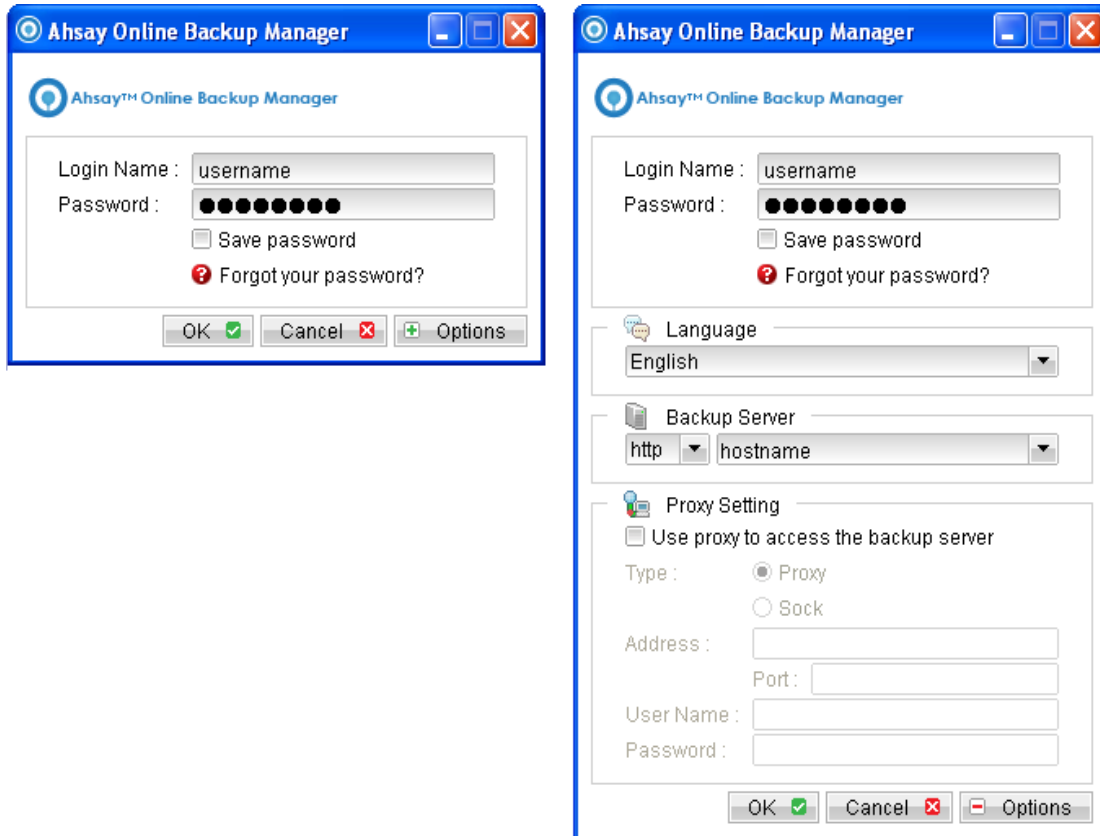 Ahsay Online Backup Manager
Ahsay™ Online Backup Manager
Login Name : username
Password : ●●●●●●●●
Save password
Forgot your password?
OK Cancel Options
Ahsay Online Backup Manager
Ahsay™ Online Backup Manager
Login Name : username
Password : ●●●●●●●●
Save password
Forgot your password?
Language
English
Backup Server
http hostname
Proxy Setting
Use proxy to access the backup server
Type : Proxy
Sock
Address :
Port :
User Name :
Password :
OK Cancel Options